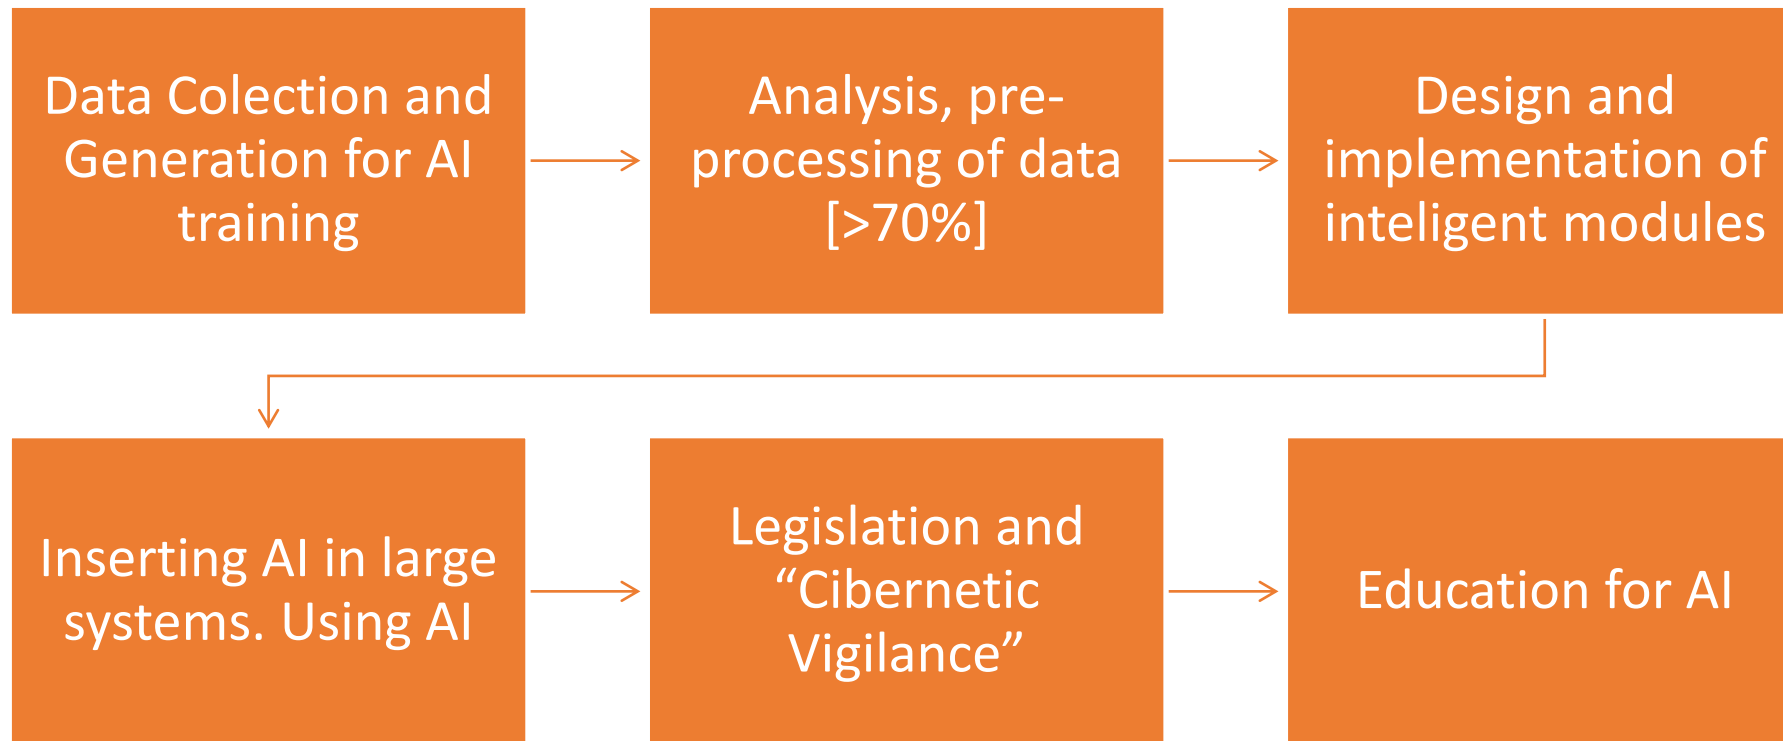 Data Colection and
Generation for AI
training
Analysis, pre-
processing of data
[>70%]
Design and
implementation of
inteligent modules
Inserting AI in large
systems. Using AI
Legislation and
“Cibernetic
Vigilance”
Education for AI